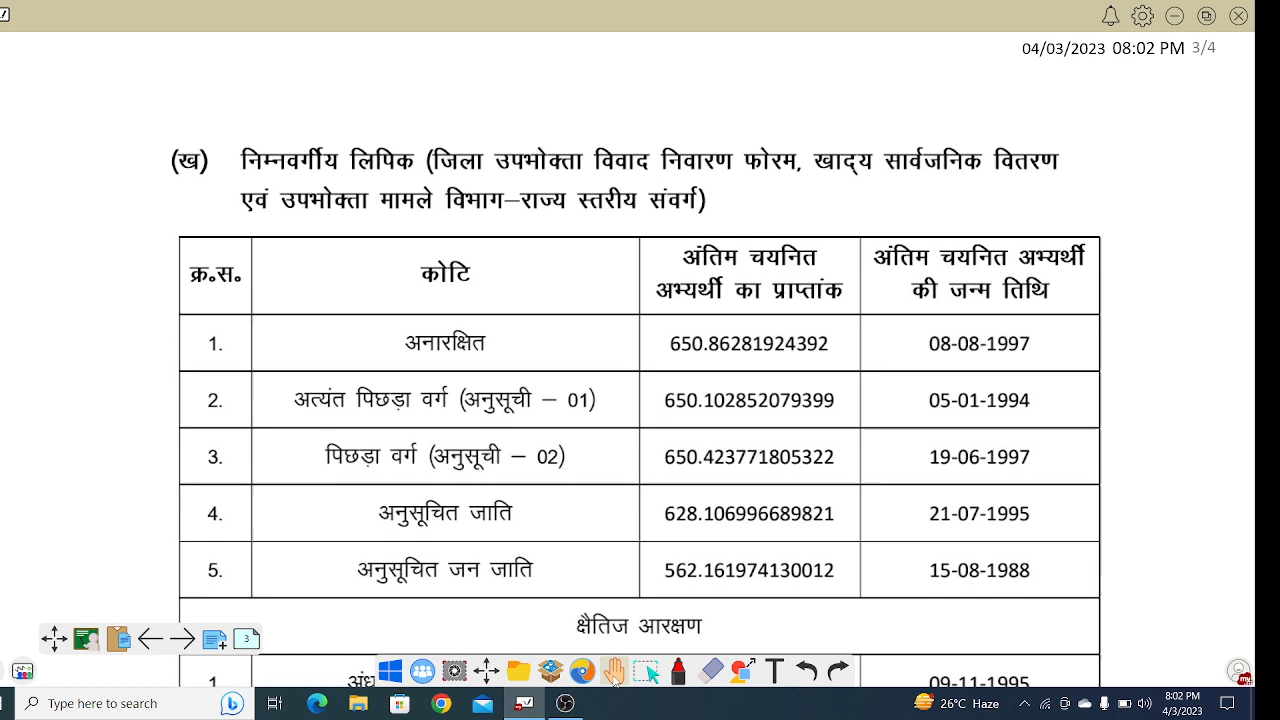 04/03/2023 08:02 PM 3/4
(ख) निम्नवर्गीय लिपिक (जिला उपभोक्ता विवाद निवारण फोरम, खाद्य सार्वजनिक वितरण
एवं उपभोक्ता मामले विभाग–राज्य स्तरीय संवर्ग)
क्र॰स॰ कोटि अंतिम चयनित अभ्यर्थी का प्राप्तांक अंतिम चयनित अभ्यर्थी की जन्म तिथि
1. अनारक्षित 650.86281924392 08-08-1997
2. अत्यंत पिछड़ा वर्ग (अनुसूची – 01) 650.102852079399 05-01-1994
3. पिछड़ा वर्ग (अनुसूची – 02) 650.423771805322 19-06-1997
4. अनुसूचित जाति 628.106996689821 21-07-1995
5. अनुसूचित जन जाति 562.161974130012 15-08-1988
क्षैतिज आरक्षण
3
1. 09-11-1995
Type here to search
26°C Haze
8:02 PM
4/3/2023